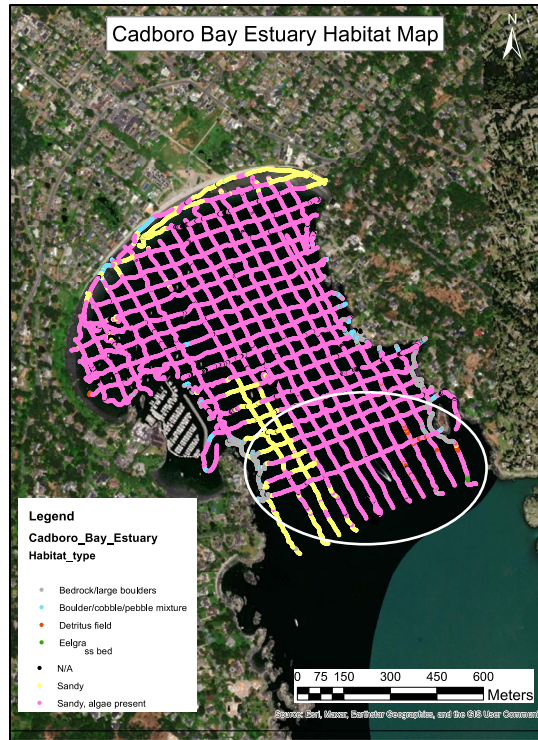 Cadboro Bay Estuary Habitat Map
N
Legend
Cadboro_Bay_Estuary
Habitat_type
Bedrock/large boulders
Boulder/cobble/pebble mixture
Detritus field
Eelgra
ss bed
N/A
Sandy
Sandy, algae present
0 75 150 300 450 600
Meters
Source: Esri, Maxar, Earthstar Geographics, and the GIS User Communi